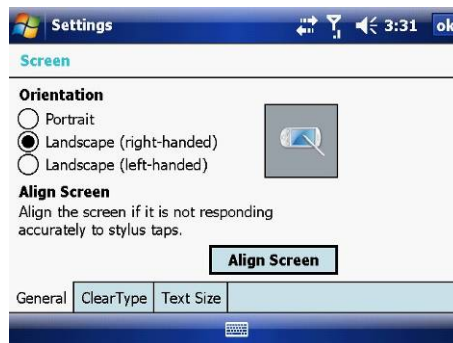 Settings 3:31 ok
Screen
Orientation
Portrait
Landscape (right-handed)
Landscape (left-handed)
Align Screen
Align the screen if it is not responding
accurately to stylus taps.
Align Screen
General ClearType Text Size